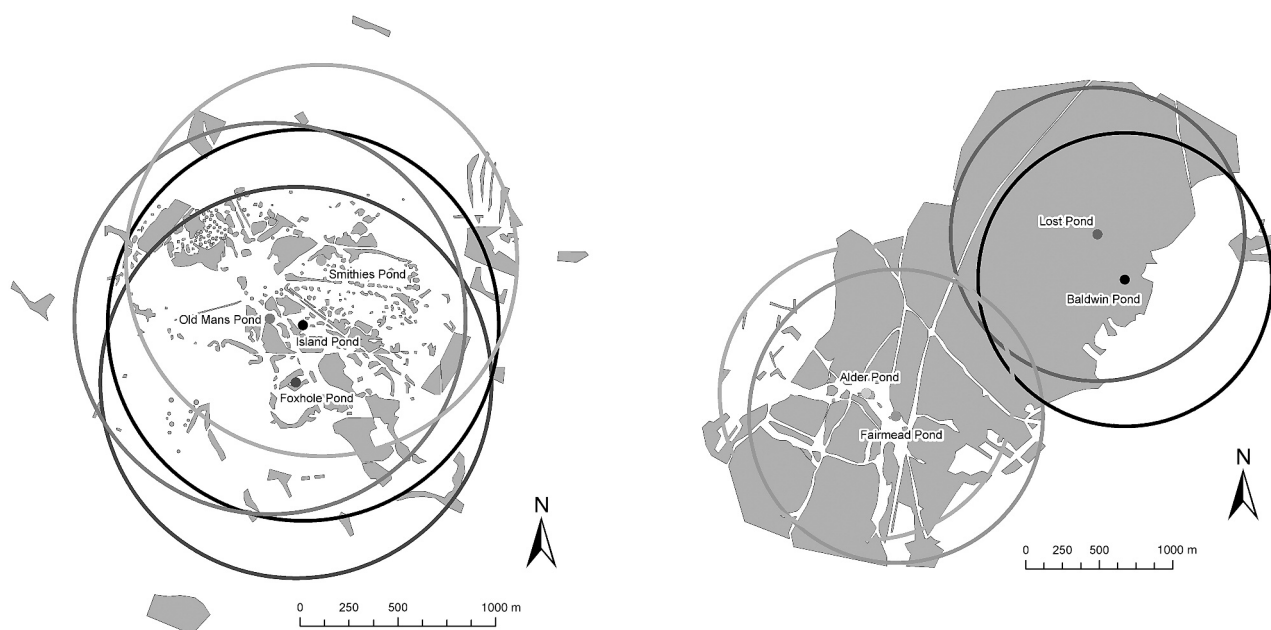 Smithies Pond
Old Mans Pond
Island Pond
Foxhole Pond
N
0 250 500 1000 m
Lost Pond
Baldwin Pond
Alder Pond
Fairmead Pond
N
0 250 500 1000 m